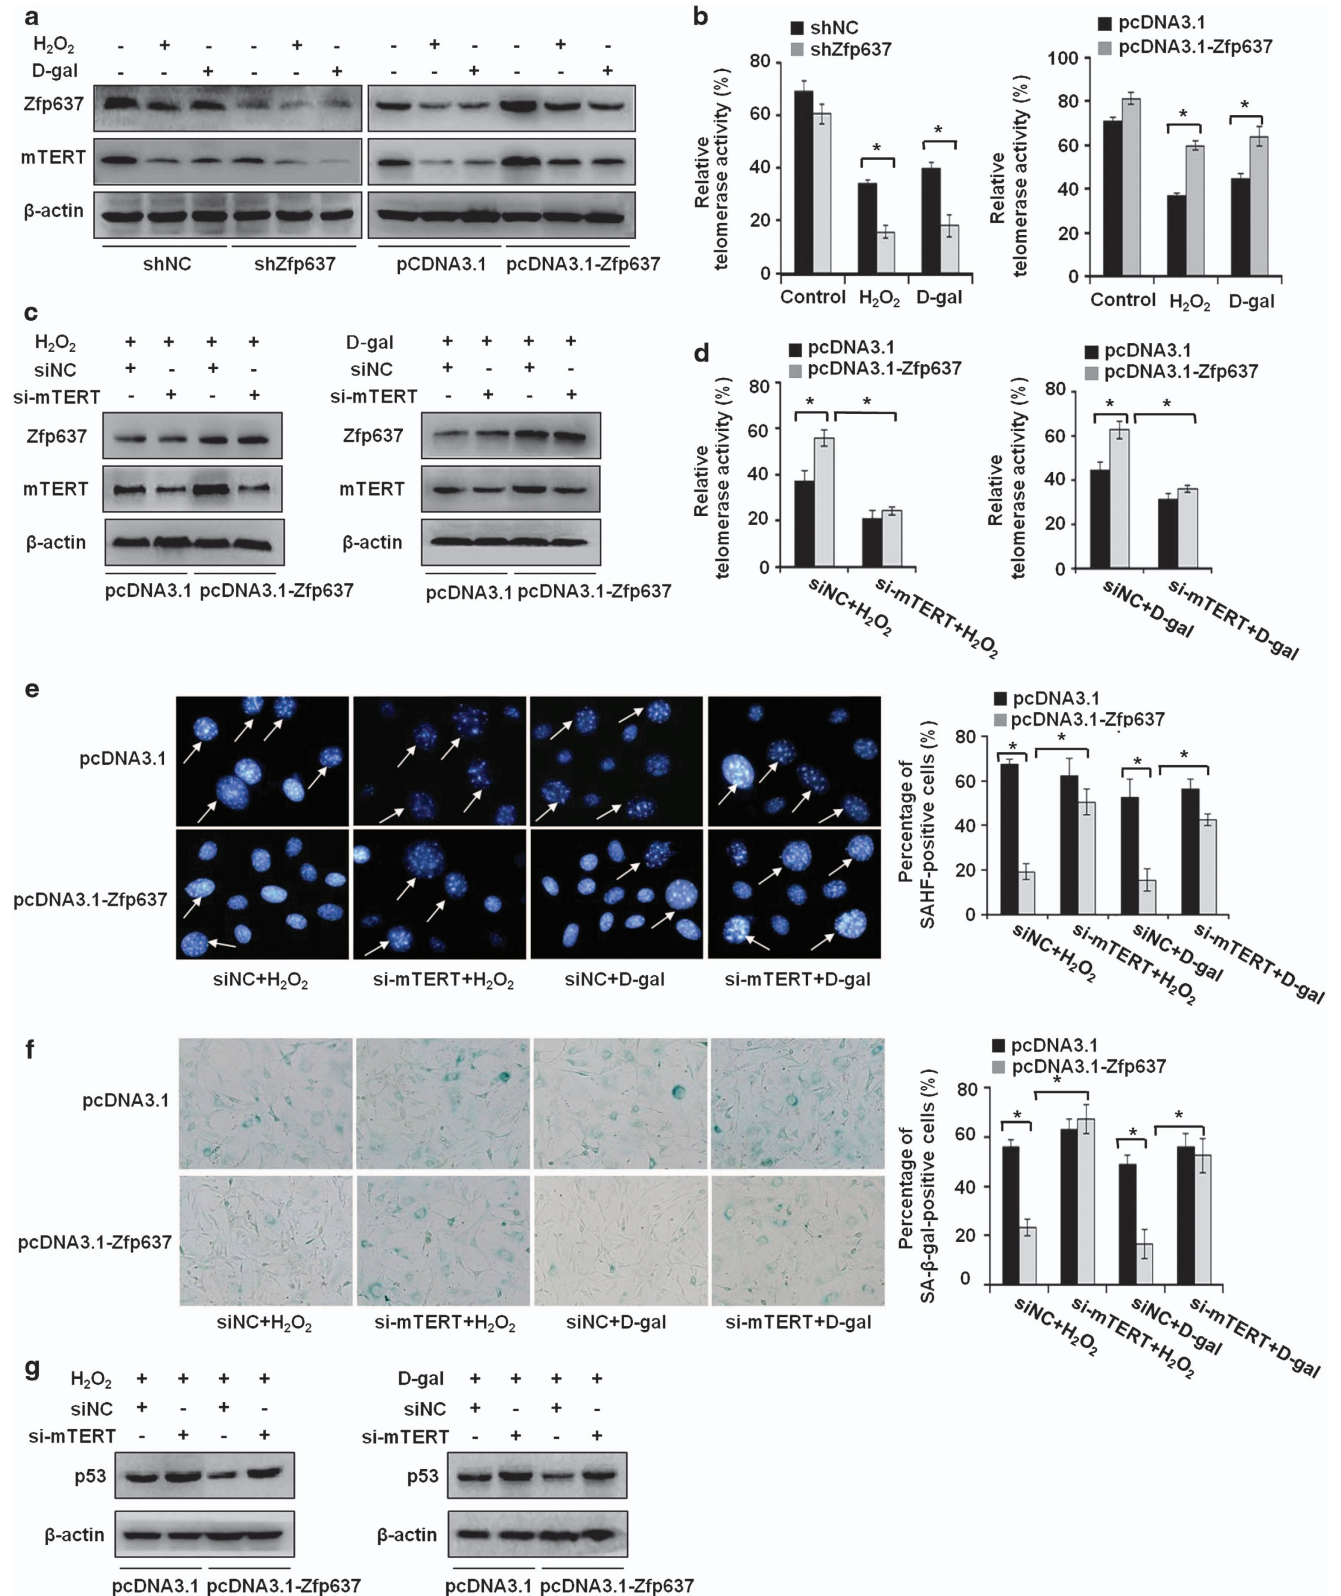 a
H₂O₂ - + - - + - - + - - + -
D-gal - - + - - + - - + - - +
Zfp637
mTERT
β-actin
shNC shZfp637 pCDNA3.1 pcDNA3.1-Zfp637
b
shNC
shZfp637
Relative
telomerase activity (%)
80
60
40
20
0
Control H₂O₂ D-gal
* *
pcDNA3.1
pcDNA3.1-Zfp637
Relative
telomerase activity (%)
100
80
60
40
20
0
Control H₂O₂ D-gal
* *
c
H₂O₂ + + + +
siNC + - + -
si-mTERT - + - +
Zfp637
mTERT
β-actin
pcDNA3.1 pcDNA3.1-Zfp637
D-gal + + + +
siNC + - + -
si-mTERT - + - +
Zfp637
mTERT
β-actin
pcDNA3.1 pcDNA3.1-Zfp637
d
pcDNA3.1
pcDNA3.1-Zfp637
Relative
telomerase activity (%)
80
60
40
20
0
* *
siNC+H₂O₂ si-mTERT+H₂O₂
pcDNA3.1
pcDNA3.1-Zfp637
Relative
telomerase activity (%)
80
60
40
20
0
* *
siNC+D-gal si-mTERT+D-gal
e
pcDNA3.1
pcDNA3.1-Zfp637
siNC+H₂O₂ si-mTERT+H₂O₂ siNC+D-gal si-mTERT+D-gal
pcDNA3.1
pcDNA3.1-Zfp637
Percentage of
SAHF-positive cells (%)
80
60
40
20
0
* * * *
siNC+H₂O₂ si-mTERT+H₂O₂ siNC+D-gal si-mTERT+D-gal
f
pcDNA3.1
pcDNA3.1-Zfp637
siNC+H₂O₂ si-mTERT+H₂O₂ siNC+D-gal si-mTERT+D-gal
pcDNA3.1
pcDNA3.1-Zfp637
Percentage of
SA-β-gal-positive cells (%)
80
60
40
20
0
* * * *
siNC+H₂O₂ si-mTERT+H₂O₂ siNC+D-gal si-mTERT+D-gal
g
H₂O₂ + + + +
siNC + - + -
si-mTERT - + - +
p53
β-actin
pcDNA3.1 pcDNA3.1-Zfp637
D-gal + + + +
siNC + - + -
si-mTERT - + - +
p53
β-actin
pcDNA3.1 pcDNA3.1-Zfp637